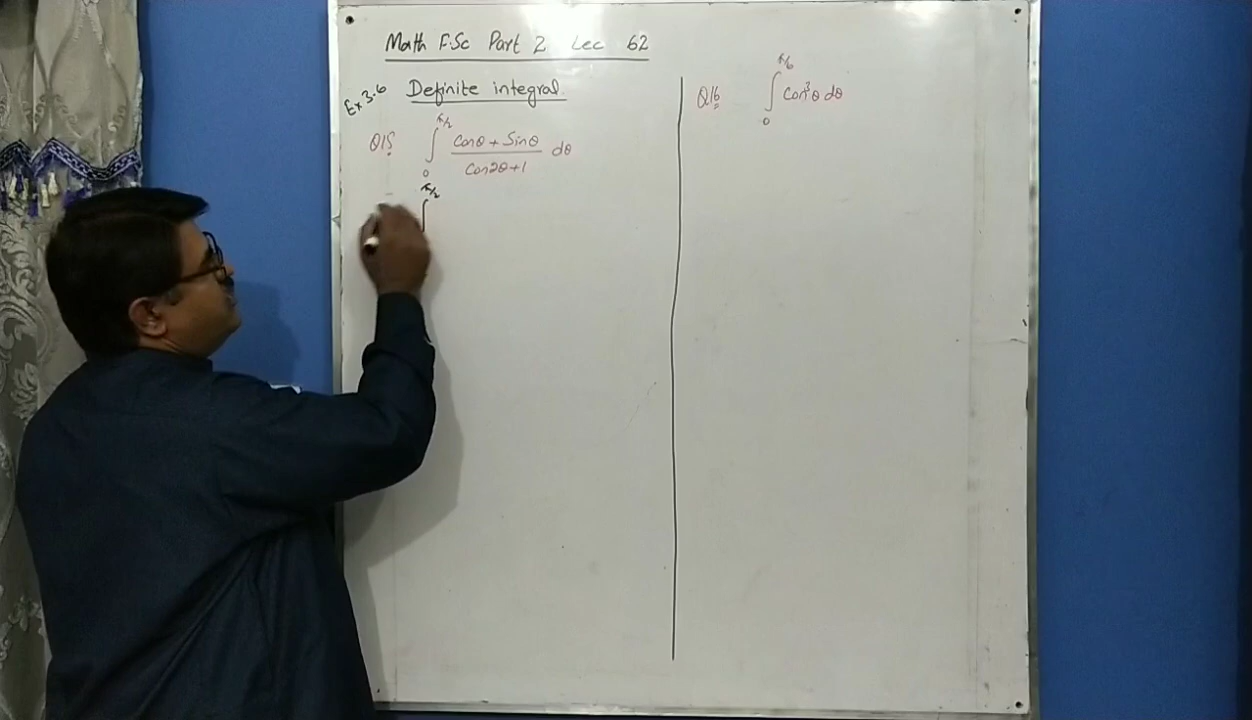 Math F.Sc Part 2 Lec 62
Ex 3.6 Definite integral
Q15 ∫₀^(π/2) (Cosθ + Sinθ)/(Cos2θ+1) dθ
∫^(π/2)
Q16 ∫₀^(π/6) Cos³θ dθ